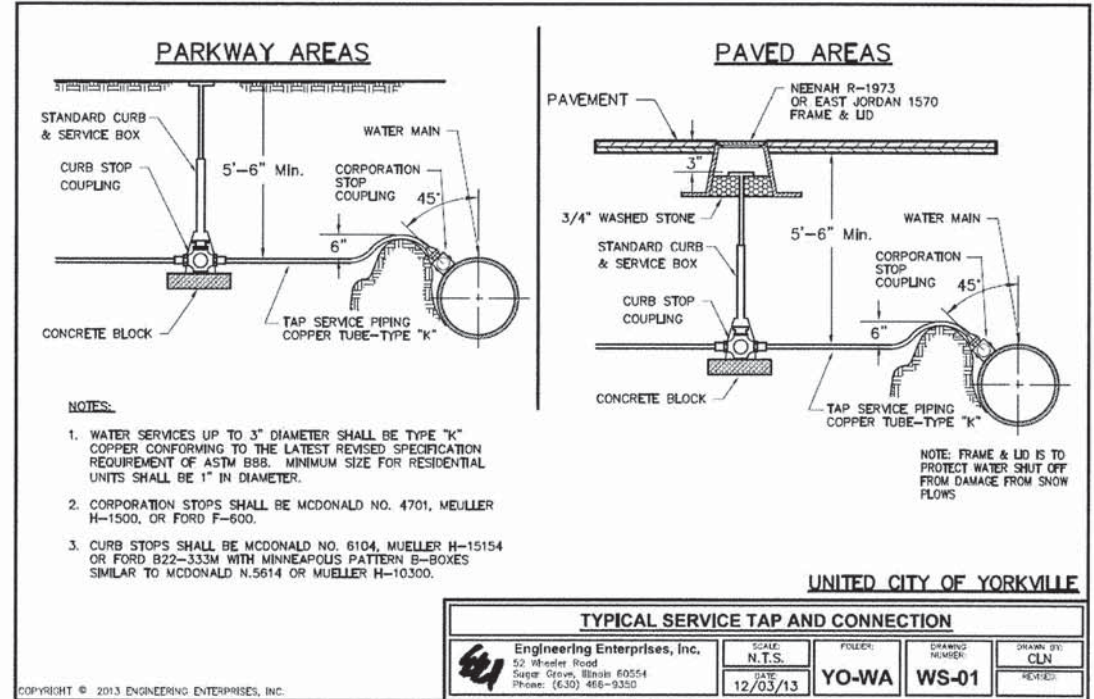 PARKWAY AREAS
STANDARD CURB
& SERVICE BOX
CURB STOP
COUPLING
5'-6" Min.
WATER MAIN
CORPORATION
STOP
COUPLING
45°
6"
CONCRETE BLOCK
TAP SERVICE PIPING
COPPER TUBE-TYPE "K"
PAVED AREAS
PAVEMENT
NEENAH R-1973
OR EAST JORDAN 1570
FRAME & LID
3"
3/4" WASHED STONE
STANDARD CURB
& SERVICE BOX
5'-6" Min.
WATER MAIN
CORPORATION
STOP
COUPLING
45°
CURB STOP
COUPLING
6"
CONCRETE BLOCK
TAP SERVICE PIPING
COPPER TUBE-TYPE "K"
NOTE: FRAME & LID IS TO
PROTECT WATER SHUT OFF
FROM DAMAGE FROM SNOW
PLOWS
NOTES:
1. WATER SERVICES UP TO 3" DIAMETER SHALL BE TYPE "K"
COPPER CONFORMING TO THE LATEST REVISED SPECIFICATION
REQUIREMENT OF ASTM B88. MINIMUM SIZE FOR RESIDENTIAL
UNITS SHALL BE 1" IN DIAMETER.
2. CORPORATION STOPS SHALL BE MCDONALD NO. 4701, MEULLER
H-1500, OR FORD F-600.
3. CURB STOPS SHALL BE MCDONALD NO. 6104, MUELLER H-15154
OR FORD B22-333M WITH MINNEAPOLIS PATTERN B-BOXES
SIMILAR TO MCDONALD N.5614 OR MUELLER H-10300.
UNITED CITY OF YORKVILLE
TYPICAL SERVICE TAP AND CONNECTION
Engineering Enterprises, Inc.
52 Wheeler Road
Sugar Grove, Illinois 60554
Phone: (630) 466-9350
SCALE:
N.T.S.
DATE:
12/03/13
FOLDER:
YO-WA
DRAWING
NUMBER:
WS-01
DRAWN BY:
CLN
REVISED:
COPYRIGHT © 2013 ENGINEERING ENTERPRISES, INC.